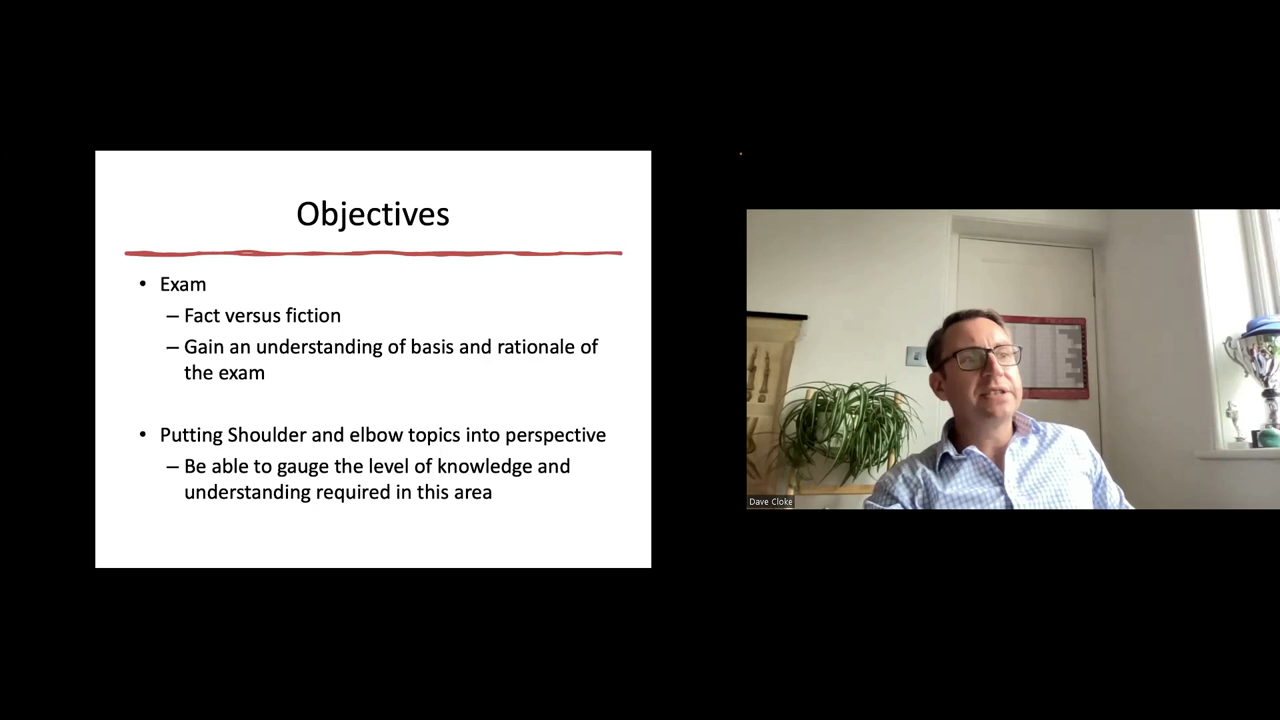 Objectives
• Exam
– Fact versus fiction
– Gain an understanding of basis and rationale of
the exam
• Putting Shoulder and elbow topics into perspective
– Be able to gauge the level of knowledge and
understanding required in this area
Dave Cloke